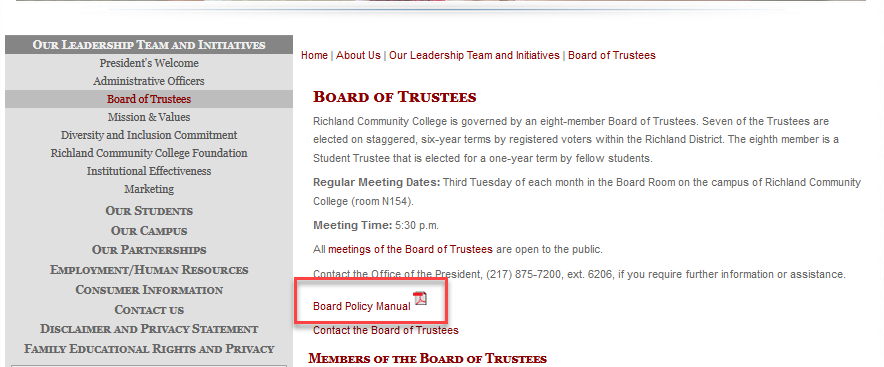 OUR LEADERSHIP TEAM AND INITIATIVES
President's Welcome
Administrative Officers
Board of Trustees
Mission & Values
Diversity and Inclusion Commitment
Richland Community College Foundation
Institutional Effectiveness
Marketing
OUR STUDENTS
OUR CAMPUS
OUR PARTNERSHIPS
EMPLOYMENT/HUMAN RESOURCES
CONSUMER INFORMATION
CONTACT US
DISCLAIMER AND PRIVACY STATEMENT
FAMILY EDUCATIONAL RIGHTS AND PRIVACY
Home | About Us | Our Leadership Team and Initiatives | Board of Trustees
BOARD OF TRUSTEES
Richland Community College is governed by an eight-member Board of Trustees. Seven of the Trustees are
elected on staggered, six-year terms by registered voters within the Richland District. The eighth member is a
Student Trustee that is elected for a one-year term by fellow students.
Regular Meeting Dates: Third Tuesday of each month in the Board Room on the campus of Richland Community
College (room N154).
Meeting Time: 5:30 p.m.
All meetings of the Board of Trustees are open to the public.
Contact the Office of the President, (217) 875-7200, ext. 6206, if you require further information or assistance.
Board Policy Manual
Contact the Board of Trustees
MEMBERS OF THE BOARD OF TRUSTEES